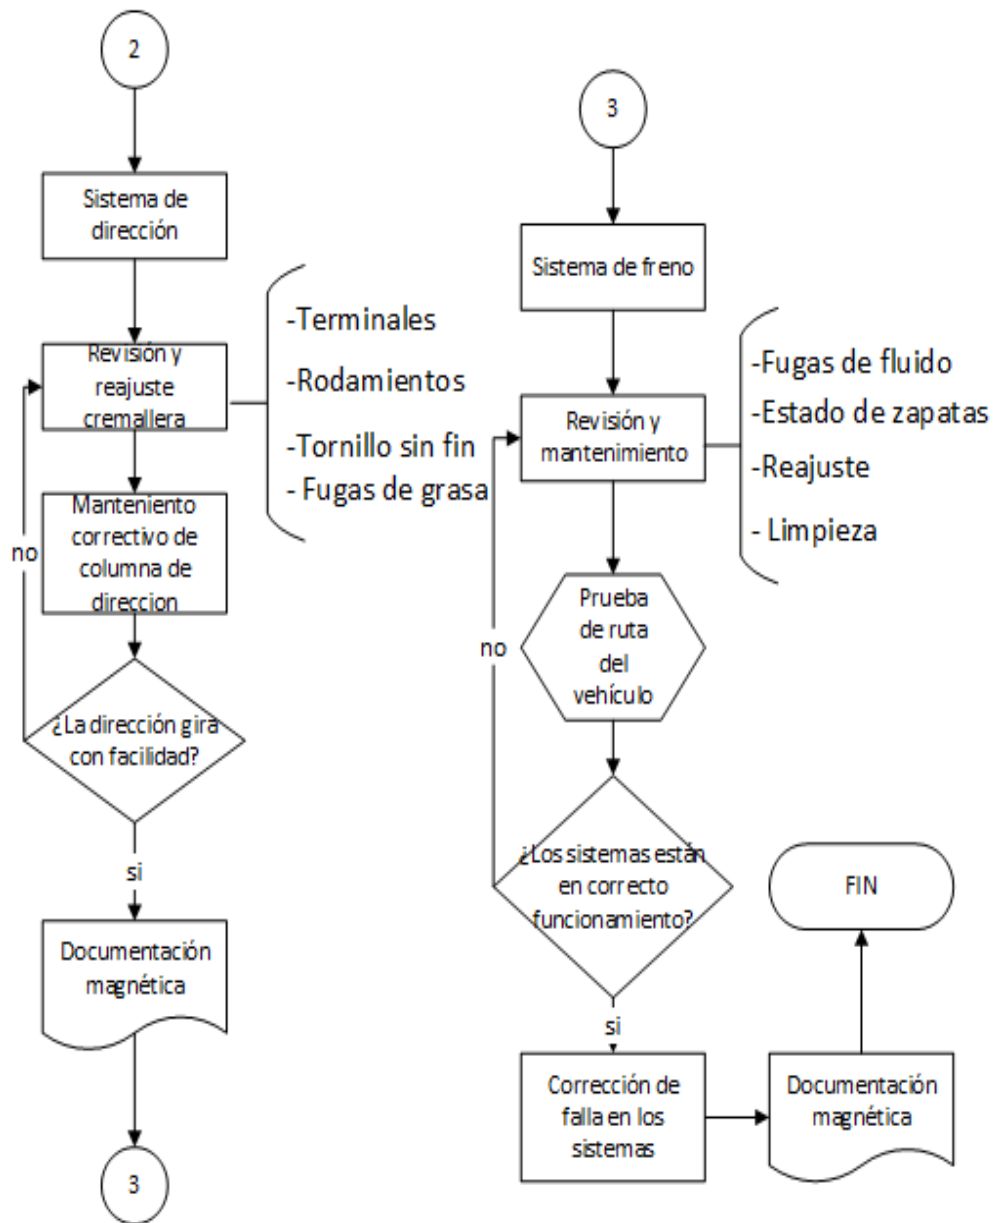 2
Sistema de
dirección
Revisión y
reajuste
cremallera
-Terminales
-Rodamientos
-Tornillo sin fin
- Fugas de grasa
Manteniento
correctivo de
columna de
direccion
no
¿La dirección gira
con facilidad?
si
Documentación
magnética
3
3
Sistema de freno
Revisión y
mantenimiento
-Fugas de fluido
-Estado de zapatas
-Reajuste
- Limpieza
Prueba
de ruta
del
vehículo
no
¿Los sistemas están
en correcto
funcionamiento?
si
Corrección de
falla en los
sistemas
Documentación
magnética
FIN